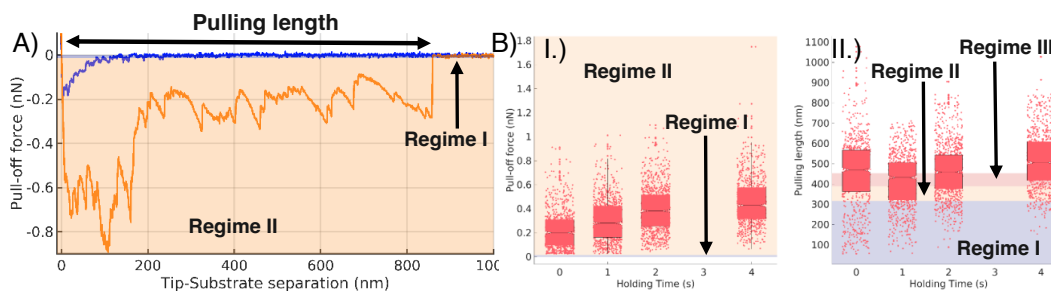 A)
Pulling length
0
-0.2
-0.4
-0.6
-0.8
Pull-off force (nN)
Regime I
Regime II
0
200
400
600
800
100
Tip-Substrate separation (nm)
B)
I.)
1.8
1.6
1.4
1.2
1
0.8
0.6
0.4
0.2
0
Pull-off force (nN)
Regime II
Regime I
0
1
2
3
4
Holding Time (s)
II.)
1100
1000
900
800
700
600
500
400
300
200
100
Pulling length (nm)
Regime III
Regime II
Regime I
0
1
2
3
4
Holding Time (s)